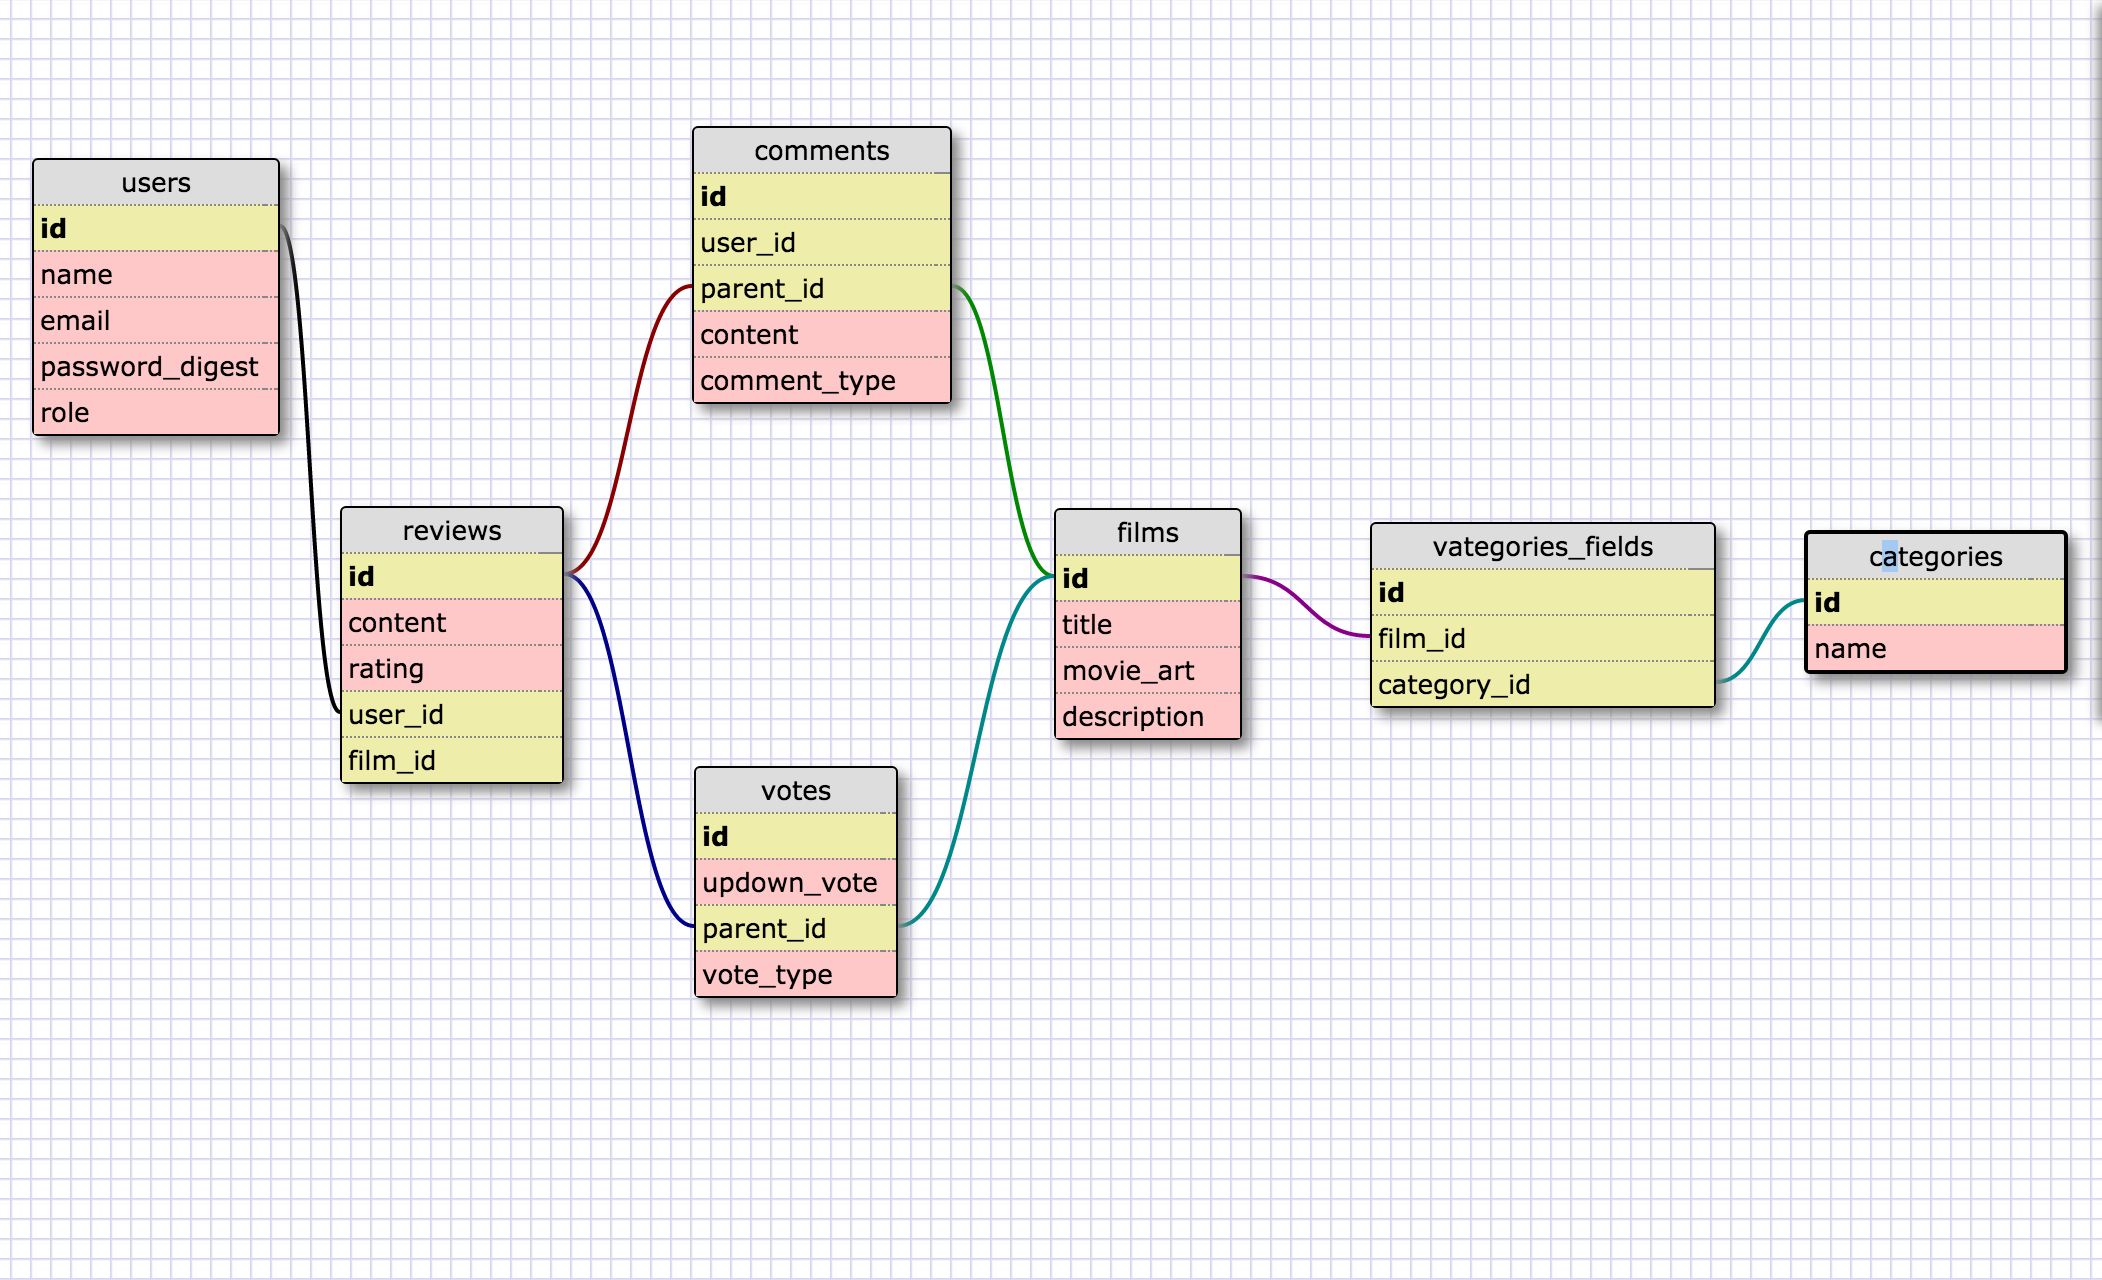 users
id
name
email
password_digest
role
reviews
id
content
rating
user_id
film_id
comments
id
user_id
parent_id
content
comment_type
votes
id
updown_vote
parent_id
vote_type
films
id
title
movie_art
description
vategories_fields
id
film_id
category_id
categories
id
name